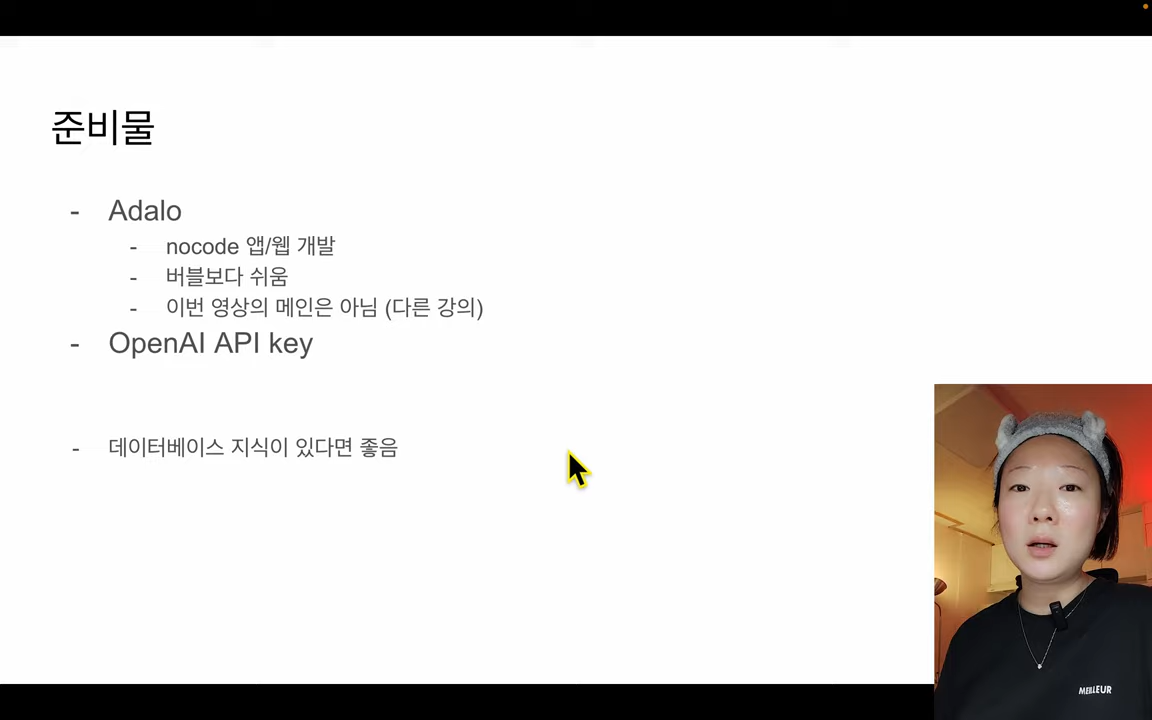 준비물
- Adalo
- nocode 앱/웹 개발
- 버블보다 쉬움
- 이번 영상의 메인은 아님 (다른 강의)
- OpenAI API key
- 데이터베이스 지식이 있다면 좋음
MEILLEUR